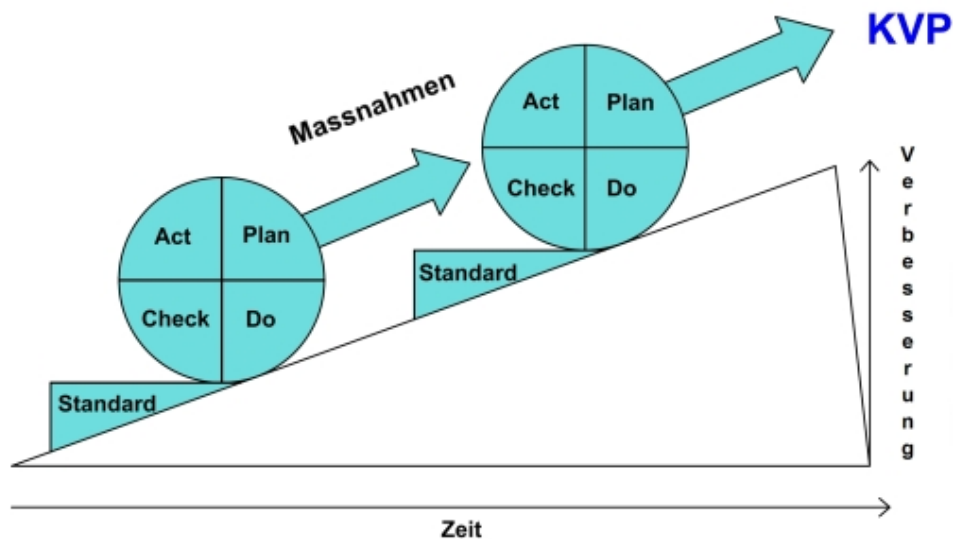 KVP
Massnahmen
Act Plan
Check Do
Standard
Act Plan
Check Do
Standard
Verbesserung
Zeit